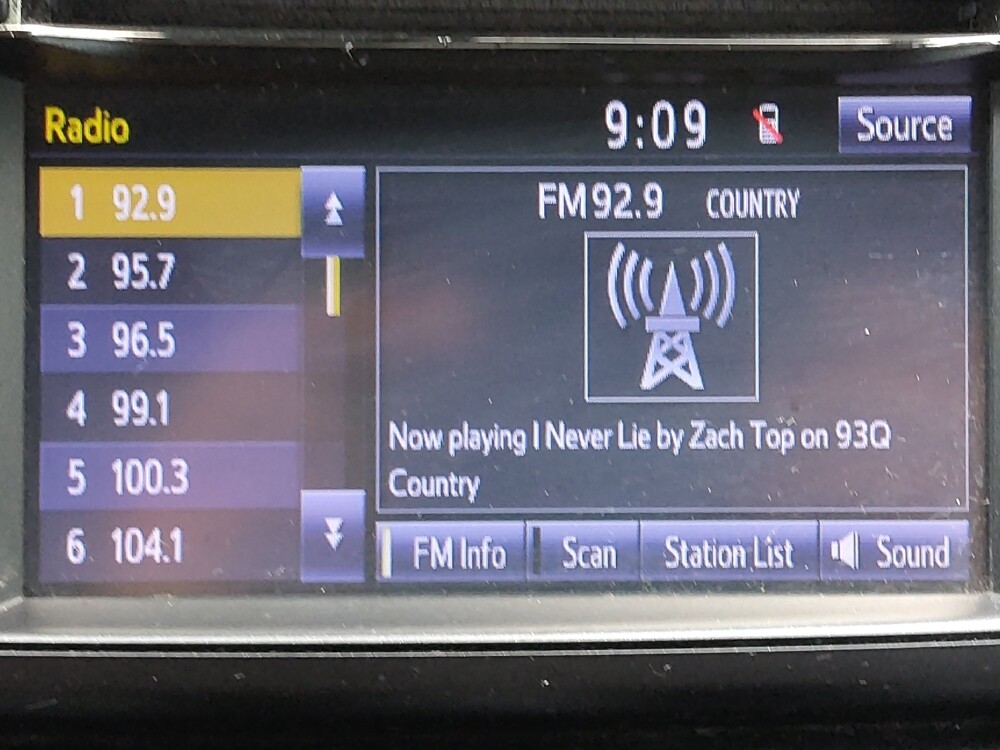 Radio
9:09
Source
1 92.9
2 95.7
3 96.5
4 99.1
5 100.3
6 104.1
FM 92.9 COUNTRY
Now playing I Never Lie by Zach Top on 93Q
Country
FM Info
Scan
Station List
Sound